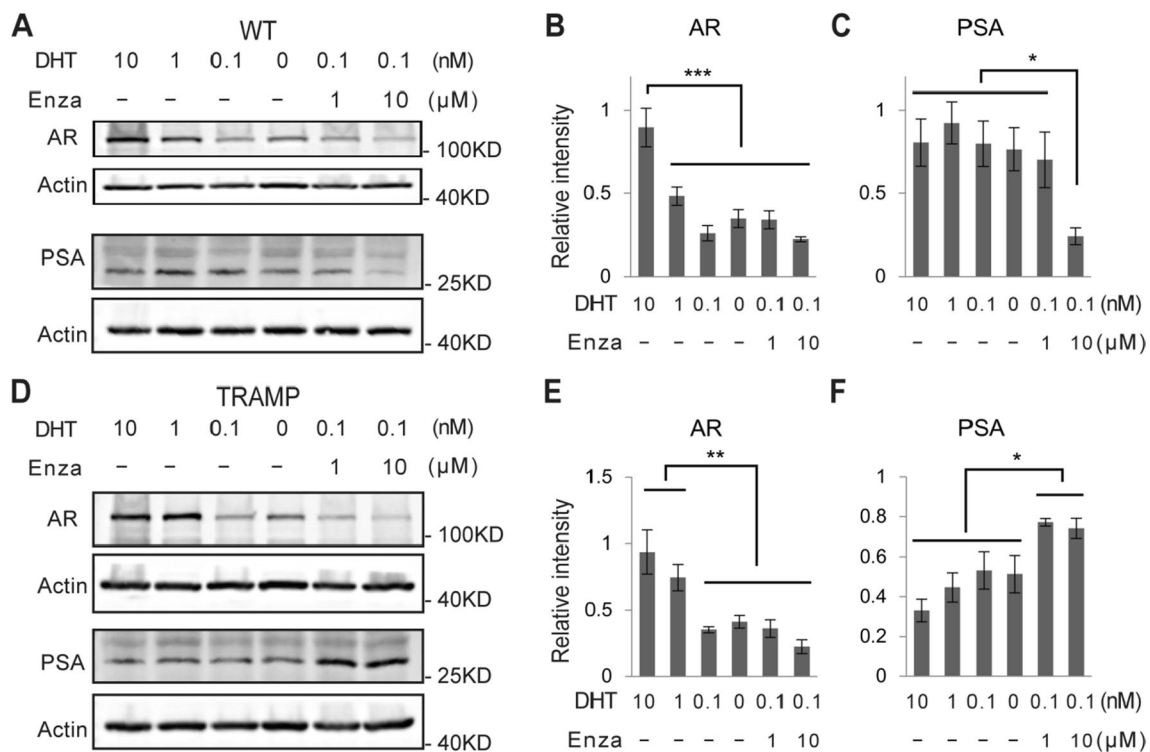 A WT
DHT 10 1 0.1 0 0.1 0.1 (nM)
Enza – – – – 1 10 (µM)
AR - 100KD
Actin - 40KD
PSA - 25KD
Actin - 40KD
B AR
***
Relative intensity
1
0.5
0
DHT 10 1 0.1 0 0.1 0.1
Enza – – – – 1 10
C PSA
*
1
0.5
0
10 1 0.1 0 0.1 0.1 (nM)
– – – – 1 10 (µM)
D TRAMP
DHT 10 1 0.1 0 0.1 0.1 (nM)
Enza – – – – 1 10 (µM)
AR - 100KD
Actin - 40KD
PSA - 25KD
Actin - 40KD
E AR
**
Relative intensity
1.5
1
0.5
0
DHT 10 1 0.1 0 0.1 0.1
Enza – – – – 1 10
F PSA
*
1
0.8
0.6
0.4
0.2
0
10 1 0.1 0 0.1 0.1 (nM)
– – – – 1 10 (µM)